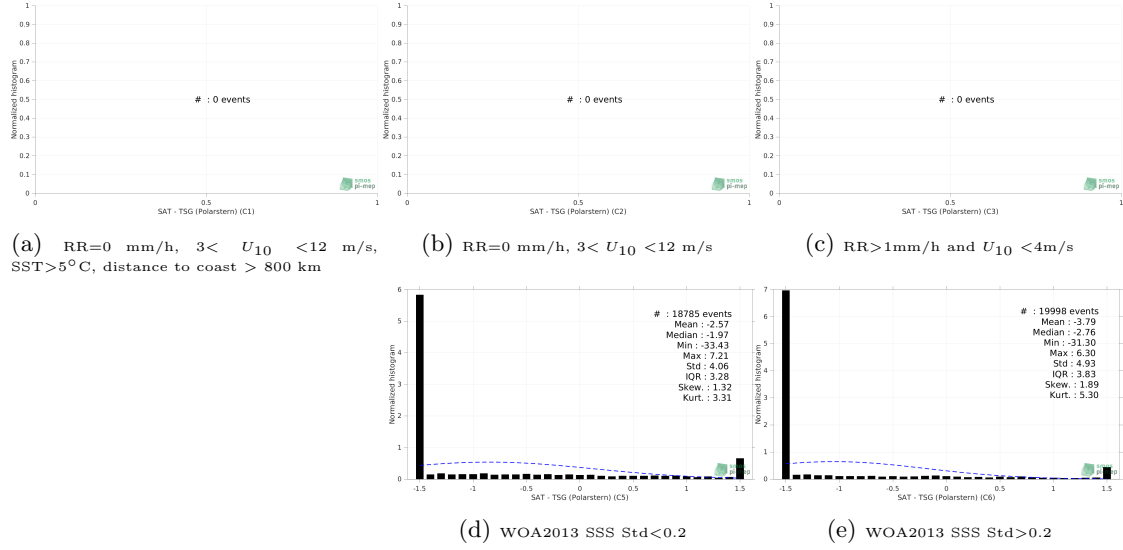 1
0.9
0.8
0.7
0.6
0.5
0.4
0.3
0.2
0.1
0
Normalized histogram
# : 0 events
smos
pi-mep
0 0.5 1
SAT - TSG (Polarstern) (C1)
(a) RR=0 mm/h, 3< U10 <12 m/s,
SST>5°C, distance to coast > 800 km
1
0.9
0.8
0.7
0.6
0.5
0.4
0.3
0.2
0.1
0
Normalized histogram
# : 0 events
smos
pi-mep
0 0.5 1
SAT - TSG (Polarstern) (C2)
(b) RR=0 mm/h, 3< U10 <12 m/s
1
0.9
0.8
0.7
0.6
0.5
0.4
0.3
0.2
0.1
0
Normalized histogram
# : 0 events
smos
pi-mep
0 0.5 1
SAT - TSG (Polarstern) (C3)
(c) RR>1mm/h and U10 <4m/s
6
5
4
3
2
1
0
Normalized histogram
# : 18785 events
Mean : -2.57
Median : -1.97
Min : -33.43
Max : 7.21
Std : 4.06
IQR : 3.28
Skew. : 1.32
Kurt. : 3.31
smos
pi-mep
-1.5 -1 -0.5 0 0.5 1 1.5
SAT - TSG (Polarstern) (C5)
(d) WOA2013 SSS Std<0.2
7
6
5
4
3
2
1
0
Normalized histogram
# : 19998 events
Mean : -3.79
Median : -2.76
Min : -31.30
Max : 6.30
Std : 4.93
IQR : 3.83
Skew. : 1.89
Kurt. : 5.30
smos
pi-mep
-1.5 -1 -0.5 0 0.5 1 1.5
SAT - TSG (Polarstern) (C6)
(e) WOA2013 SSS Std>0.2